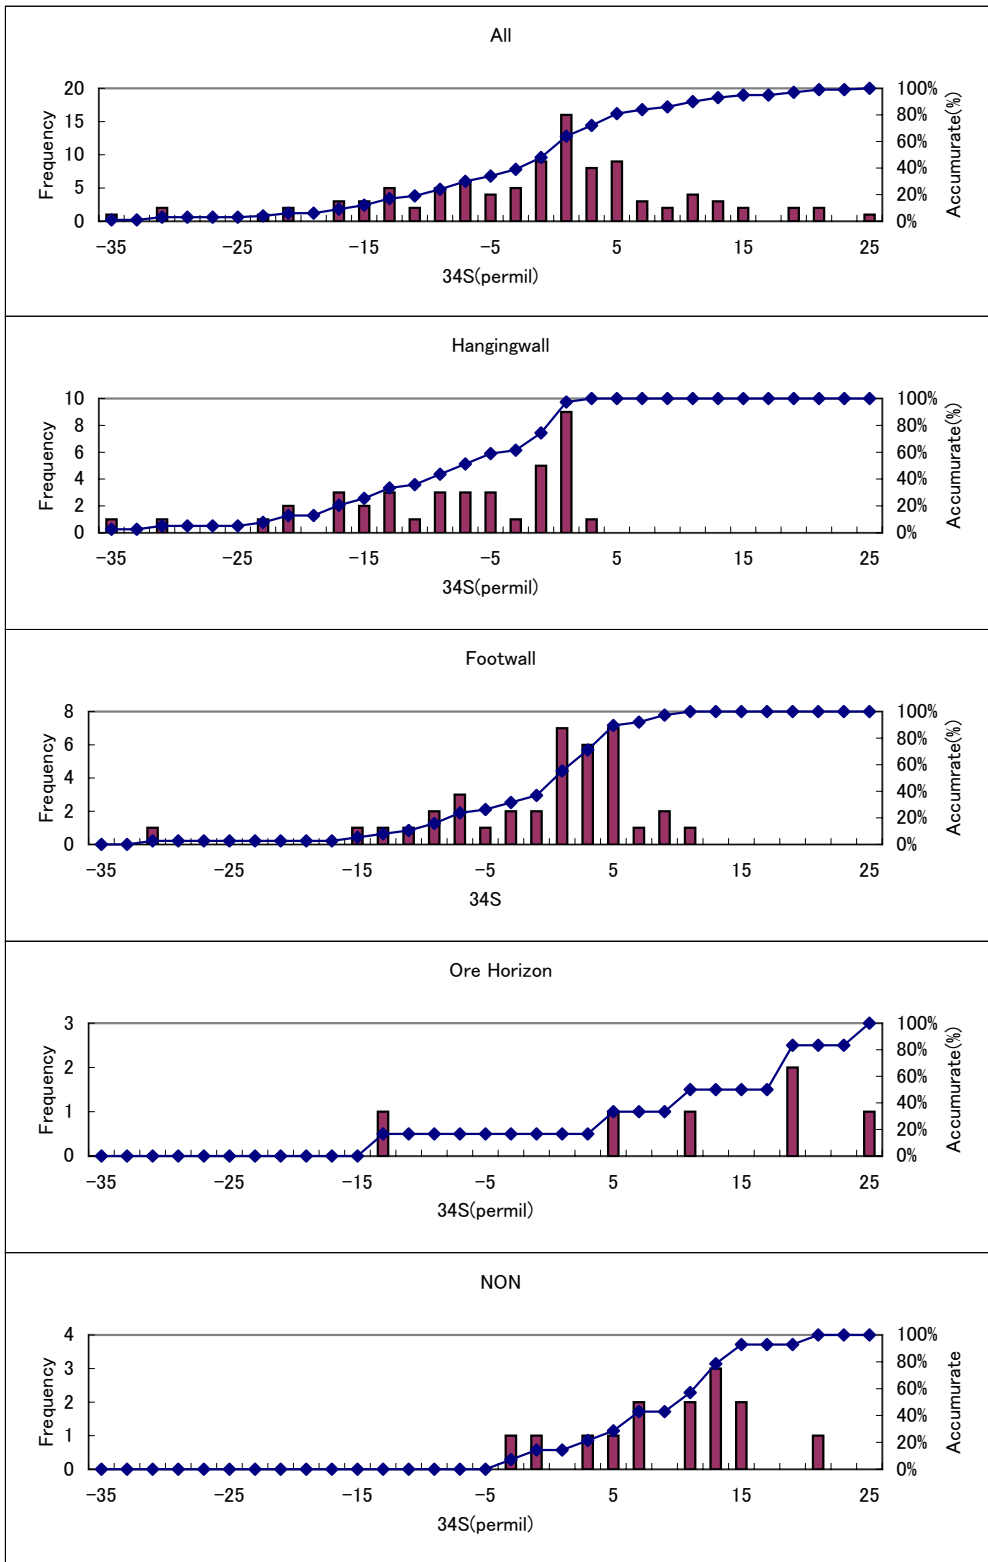 All
20 100%
15 80%
60%
10
40%
5 20%
0 0%
Frequency
Accumurate(%)
-35 -25 -15 -5 5 15 25
34S(permil)
Hangingwall
10 100%
8 80%
6 60%
4 40%
2 20%
0 0%
Frequency
Accumurate(%)
-35 -25 -15 -5 5 15 25
34S(permil)
Footwall
8 100%
80%
6
60%
4
40%
2 20%
0 0%
Frequency
Accumrate(%)
-35 -25 -15 -5 5 15 25
34S
Ore Horizon
3 100%
80%
2
60%
1 40%
20%
0 0%
Frequency
Accumurate(%)
-35 -25 -15 -5 5 15 25
34S(permil)
NON
4 100%
3 80%
60%
2
40%
1 20%
0 0%
Frequency
Accumurate
-35 -25 -15 -5 5 15 25
34S(permil)